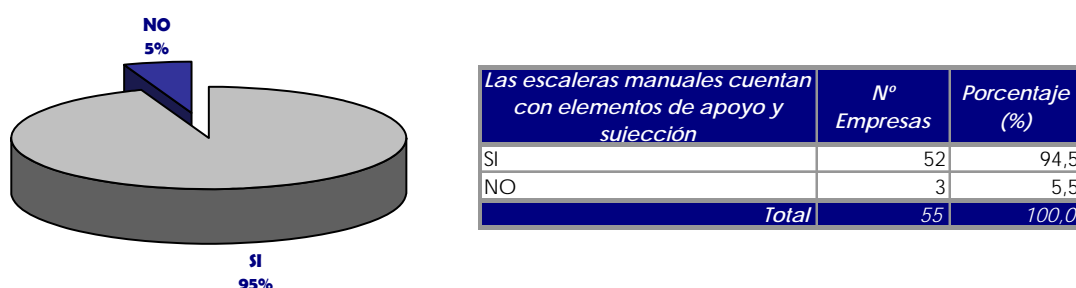 NO
5%
SI
95%
Las escaleras manuales cuentan
con elementos de apoyo y
sujección
Nº
Empresas
Porcentaje
(%)
SI 52 94,5
NO 3 5,5
Total 55 100,0